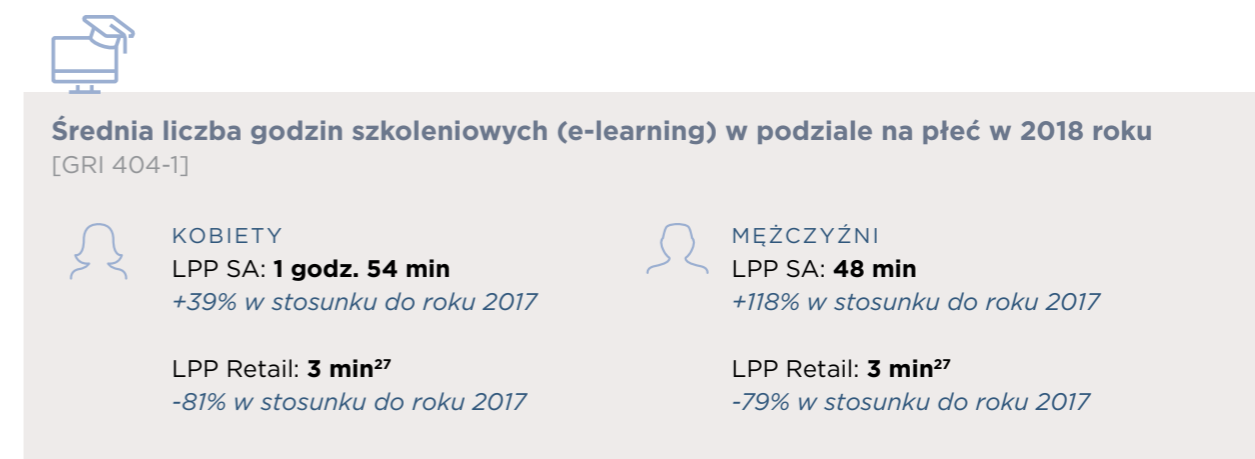 Średnia liczba godzin szkoleniowych (e-learning) w podziale na płeć w 2018 roku
[GRI 404-1]
KOBIETY
LPP SA: 1 godz. 54 min
+39% w stosunku do roku 2017
LPP Retail: 3 min²⁷
-81% w stosunku do roku 2017
MĘŻCZYŹNI
LPP SA: 48 min
+118% w stosunku do roku 2017
LPP Retail: 3 min²⁷
-79% w stosunku do roku 2017